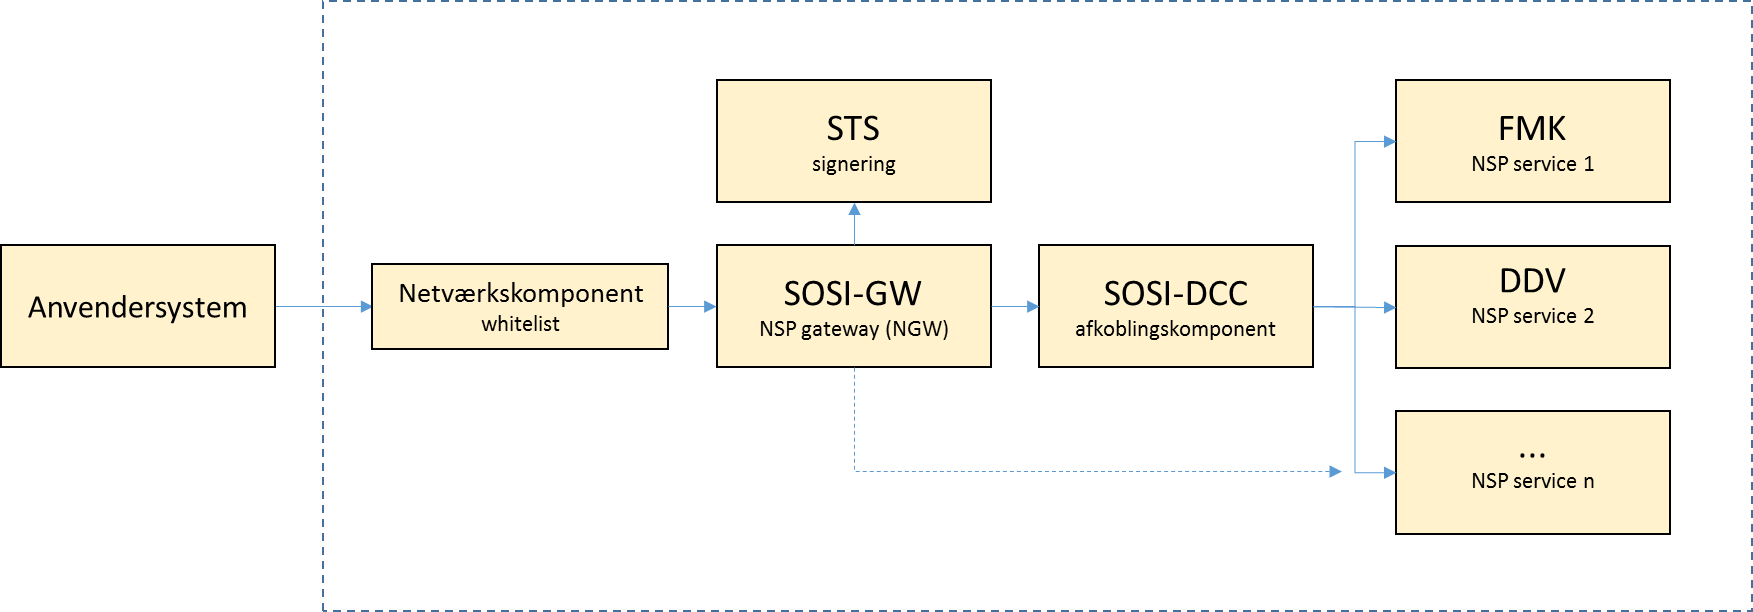 Anvendersystem
Netværkskomponent
whitelist
STS
signering
SOSI-GW
NSP gateway (NGW)
SOSI-DCC
afkoblingskomponent
FMK
NSP service 1
DDV
NSP service 2
...
NSP service n